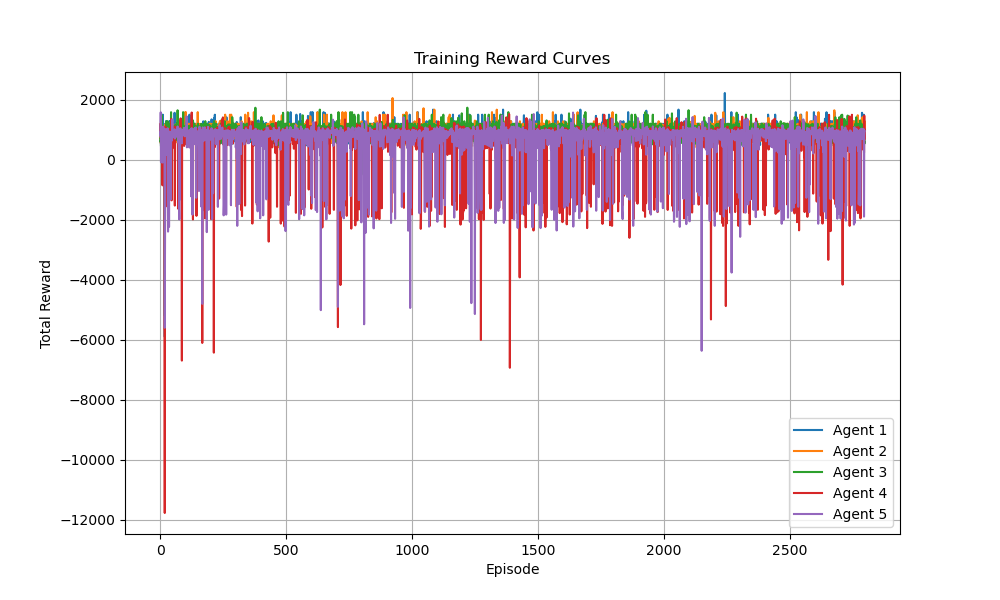 Training Reward Curves
2000
0
−2000
−4000
−6000
−8000
−10000
−12000
Total Reward
0 500 1000 1500 2000 2500
Episode
Agent 1
Agent 2
Agent 3
Agent 4
Agent 5